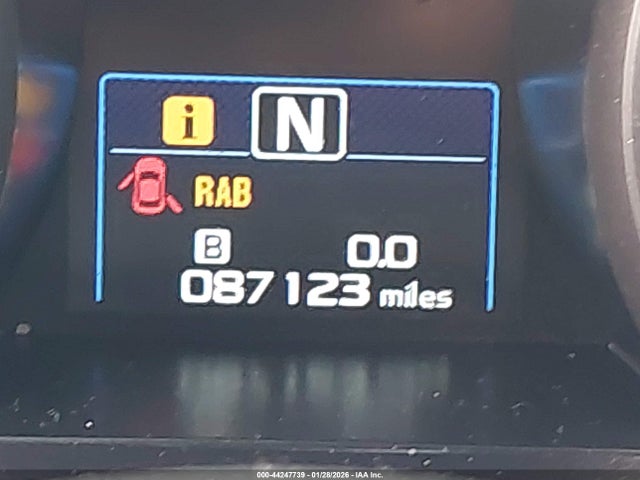 i N
RAB
B 0.0
087123 miles
000-44247739 - 01/28/2026 - IAA Inc.